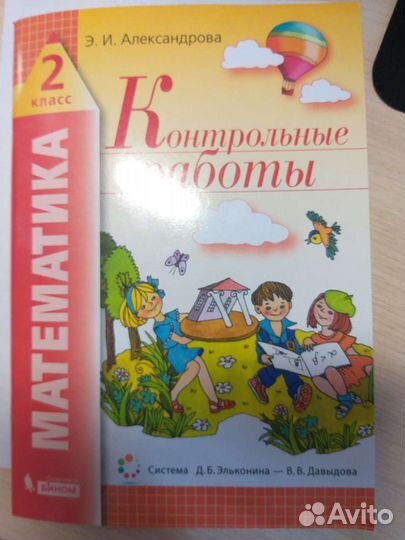 Э. И. Александрова
2
класс
Контрольные
работы
МАТЕМАТИКА
Система Д. Б. Эльконина — В. В. Давыдова
БИНОМ
Avito